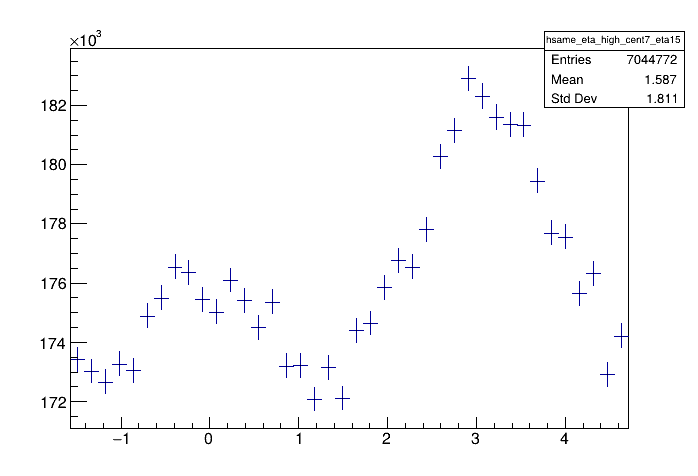 ×10³
hsame_eta_high_cent7_eta15
Entries 7044772
Mean 1.587
Std Dev 1.811
182
180
178
176
174
172
−1 0 1 2 3 4